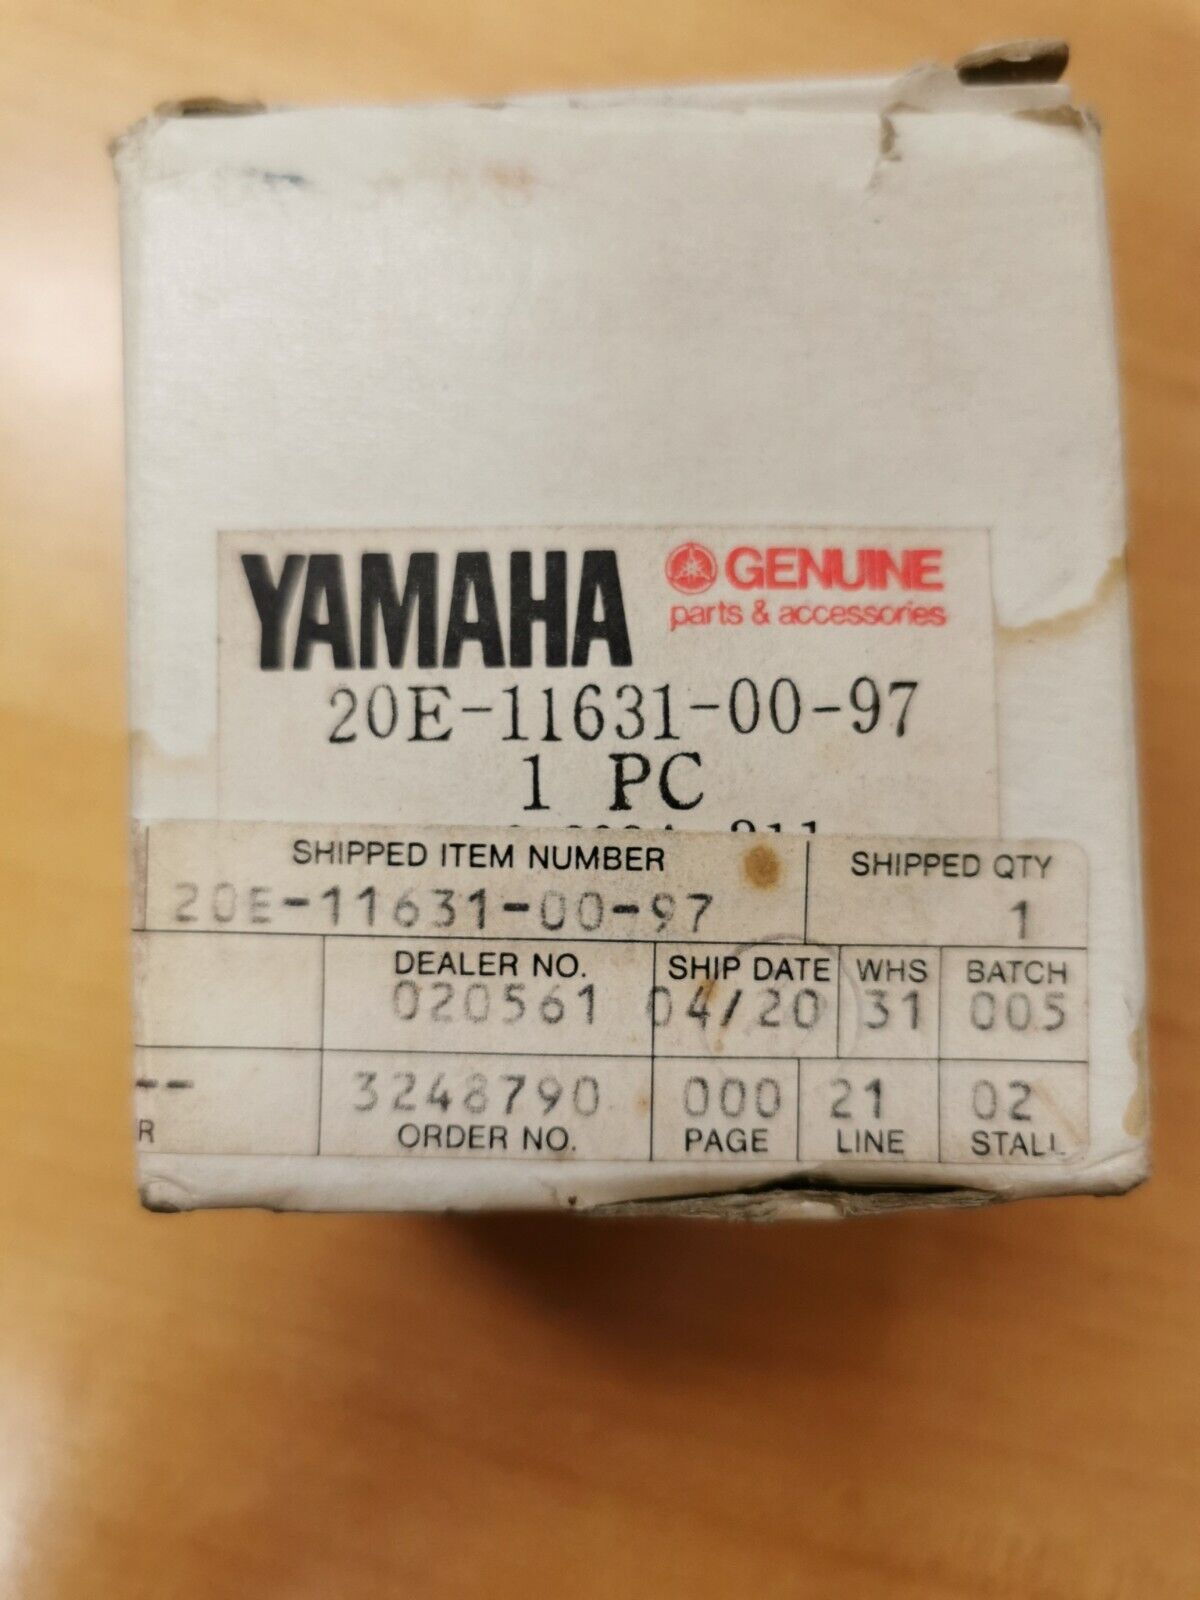 YAMAHA GENUINE
parts & accessories
20E-11631-00-97
1 PC
SHIPPED ITEM NUMBER SHIPPED QTY
20E-11631-00-97 1
DEALER NO. SHIP DATE WHS BATCH
020561 04/20 31 005
-- 3248790 000 21 02
R ORDER NO. PAGE LINE STALL